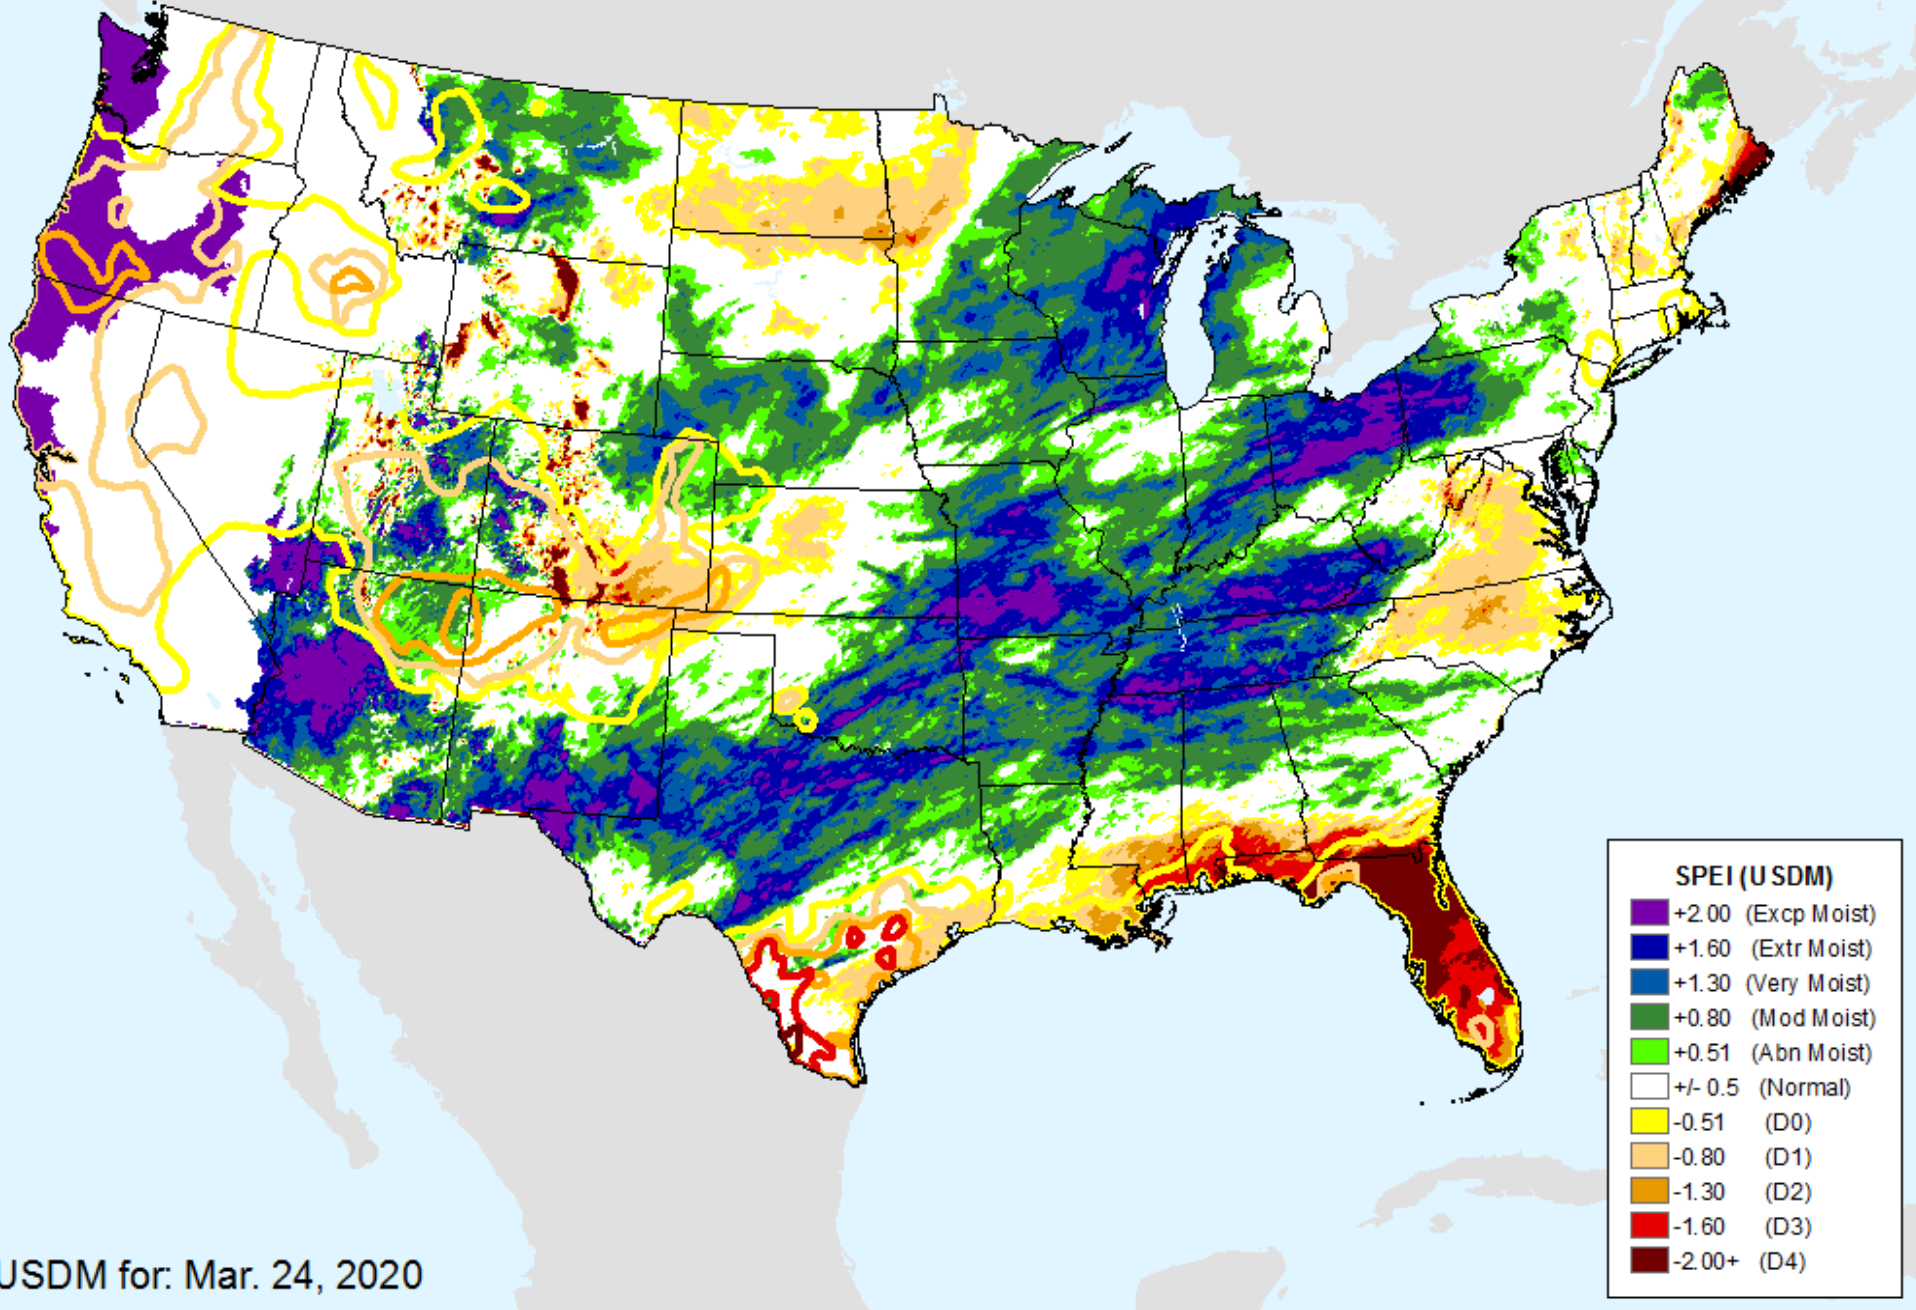 SPEI (USDM)
+2.00 (Excp Moist)
+1.60 (Extr Moist)
+1.30 (Very Moist)
+0.80 (Mod Moist)
+0.51 (Abn Moist)
+/- 0.5 (Normal)
-0.51 (D0)
-0.80 (D1)
-1.30 (D2)
-1.60 (D3)
-2.00+ (D4)
USDM for: Mar. 24, 2020